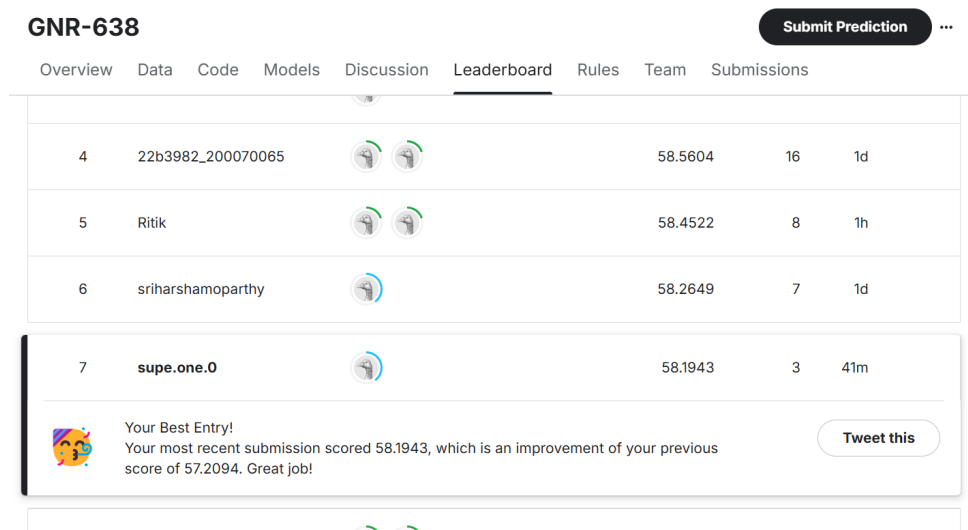 GNR-638
Submit Prediction
Overview Data Code Models Discussion Leaderboard Rules Team Submissions
4 22b3982_200070065 58.5604 16 1d
5 Ritik 58.4522 8 1h
6 sriharshamoparthy 58.2649 7 1d
7 supe.one.0 58.1943 3 41m
Your Best Entry!
Your most recent submission scored 58.1943, which is an improvement of your previous
score of 57.2094. Great job!
Tweet this